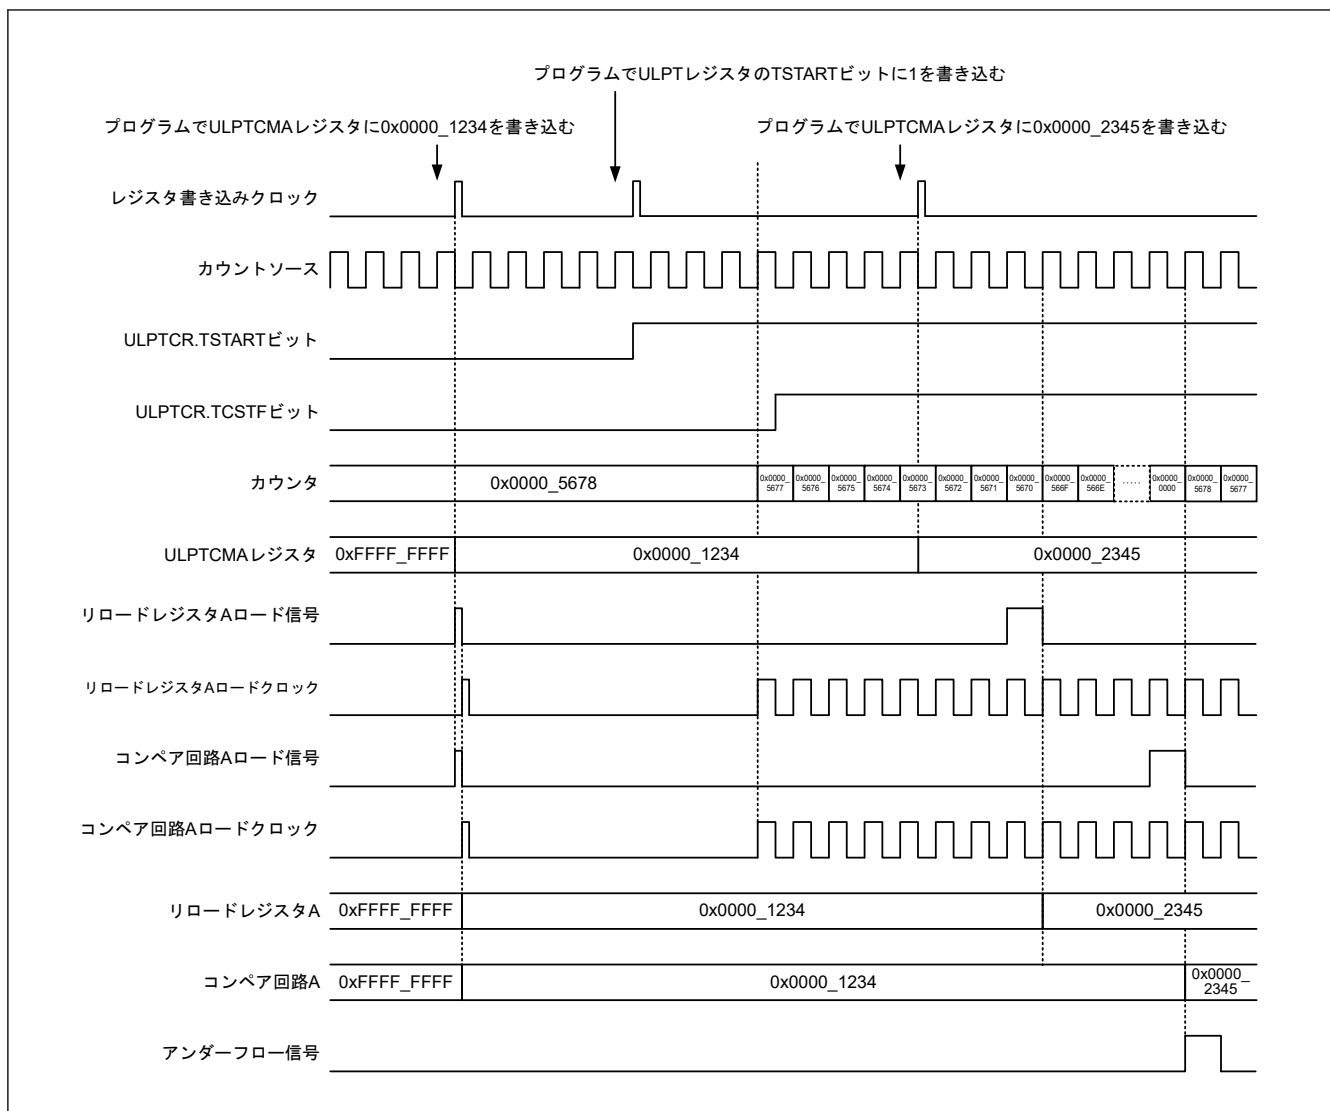 プログラムでULPTレジスタのTSTARTビットに1を書き込む
プログラムでULPTCMAレジスタに0x0000_1234を書き込む
プログラムでULPTCMAレジスタに0x0000_2345を書き込む
レジスタ書き込みクロック
カウントソース
ULPTCR.TSTARTビット
ULPTCR.TCSTFビット
カウンタ
0x0000_5678
0x0000_5677
0x0000_5676
0x0000_5675
0x0000_5674
0x0000_5673
0x0000_5672
0x0000_5671
0x0000_5670
0x0000_566F
0x0000_566E
.....
0x0000_0000
0x0000_5678
0x0000_5677
ULPTCMAレジスタ
0xFFFF_FFFF
0x0000_1234
0x0000_2345
リロードレジスタAロード信号
リロードレジスタAロードクロック
コンペア回路Aロード信号
コンペア回路Aロードクロック
リロードレジスタA
0xFFFF_FFFF
0x0000_1234
0x0000_2345
コンペア回路A
0xFFFF_FFFF
0x0000_1234
0x0000_
2345
アンダーフロー信号